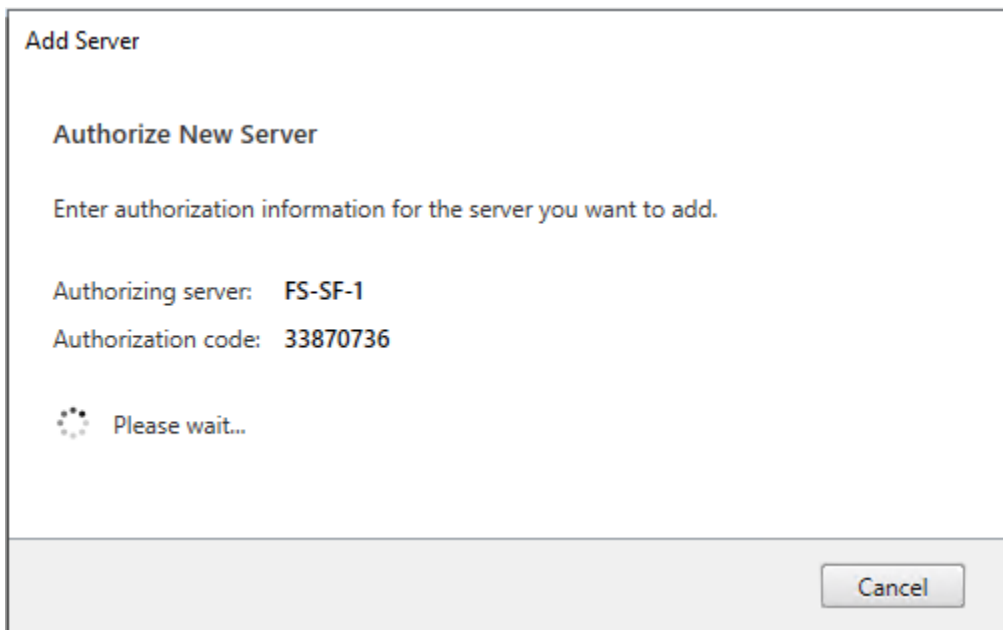 Add Server
Authorize New Server
Enter authorization information for the server you want to add.
Authorizing server: FS-SF-1
Authorization code: 33870736
Please wait...
Cancel